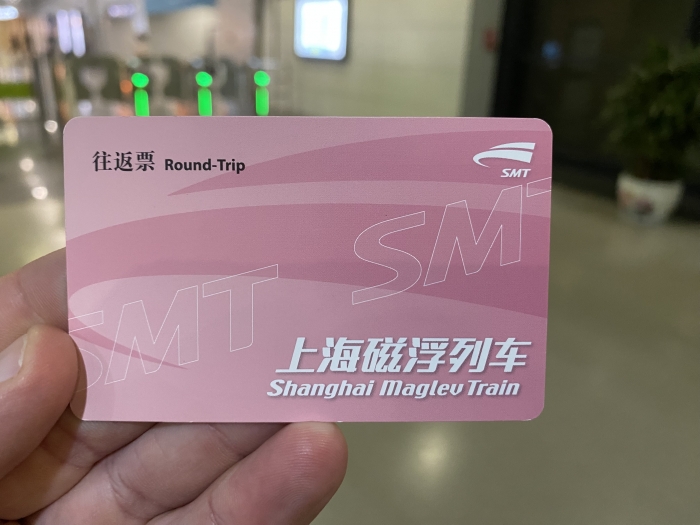 往返票 Round-Trip
SMT
SMT
SMT
上海磁浮列车
Shanghai Maglev Train